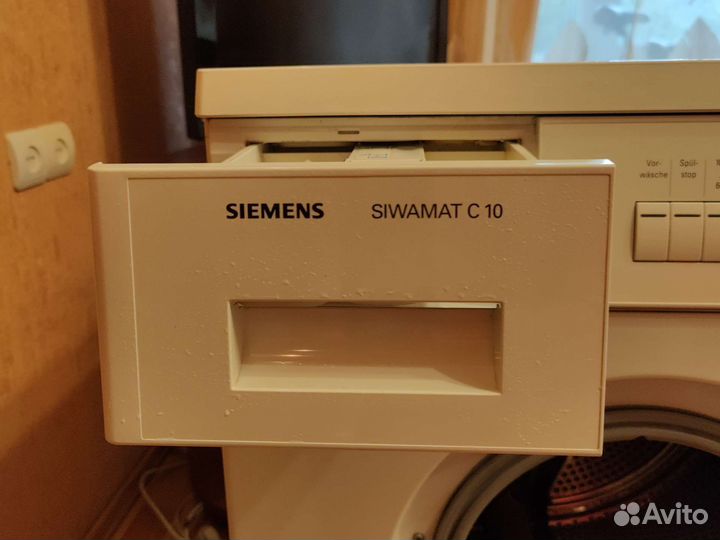 SIEMENS SIWAMAT C 10
Vor-
wäsche
Spül-
stop
Avito